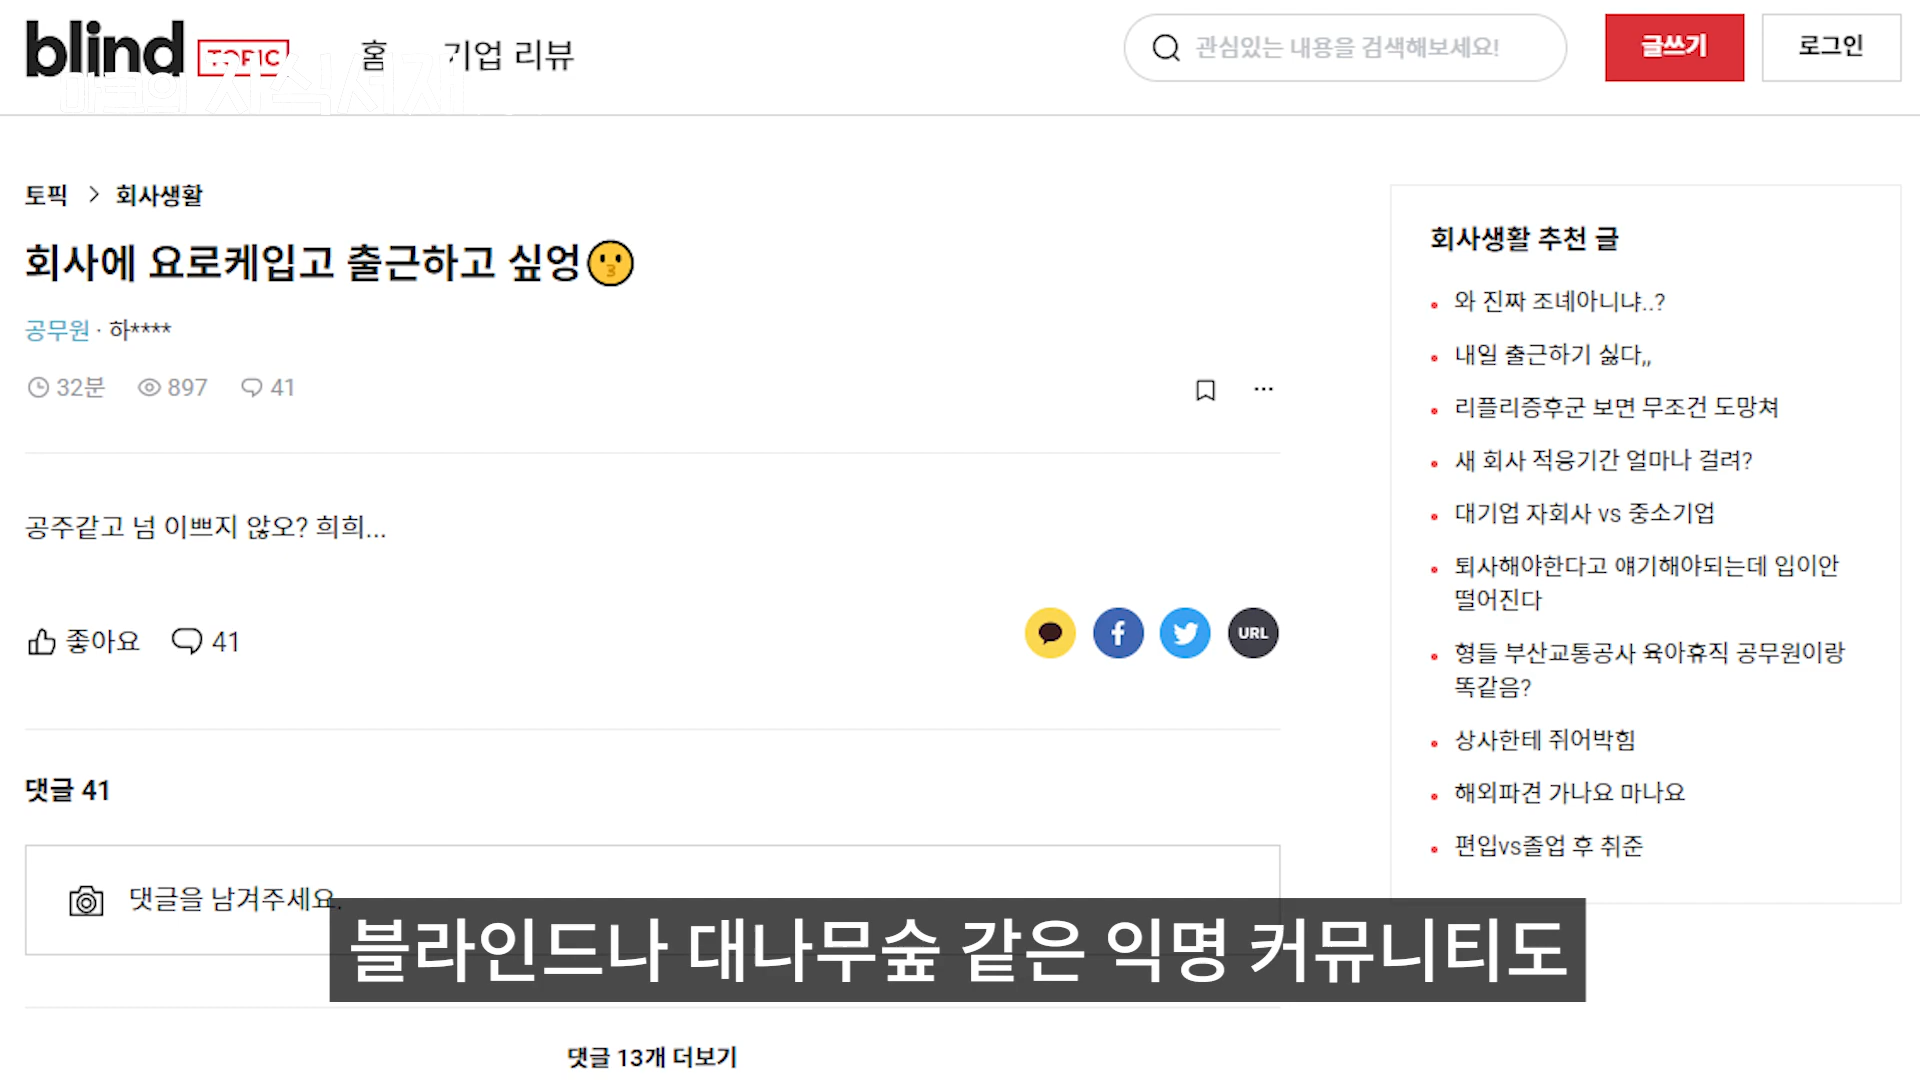 blind TOPIC 홈 기업 리뷰 관심있는 내용을 검색해보세요! 글쓰기 로그인
지식서재
토픽 > 회사생활
회사에 요로케입고 출근하고 싶엉😗
공무원 · 하****
32분 897 41
공주같고 넘 이쁘지 않오? 희희...
좋아요 41
URL
댓글 41
댓글을 남겨주세요.
댓글 13개 더보기
회사생활 추천 글
와 진짜 조녜아니냐..?
내일 출근하기 싫다,,
리플리증후군 보면 무조건 도망쳐
새 회사 적응기간 얼마나 걸려?
대기업 자회사 vs 중소기업
퇴사해야한다고 얘기해야되는데 입이안
떨어진다
형들 부산교통공사 육아휴직 공무원이랑
똑같음?
상사한테 쥐어박힘
해외파견 가나요 마나요
편입vs졸업 후 취준
블라인드나 대나무숲 같은 익명 커뮤니티도